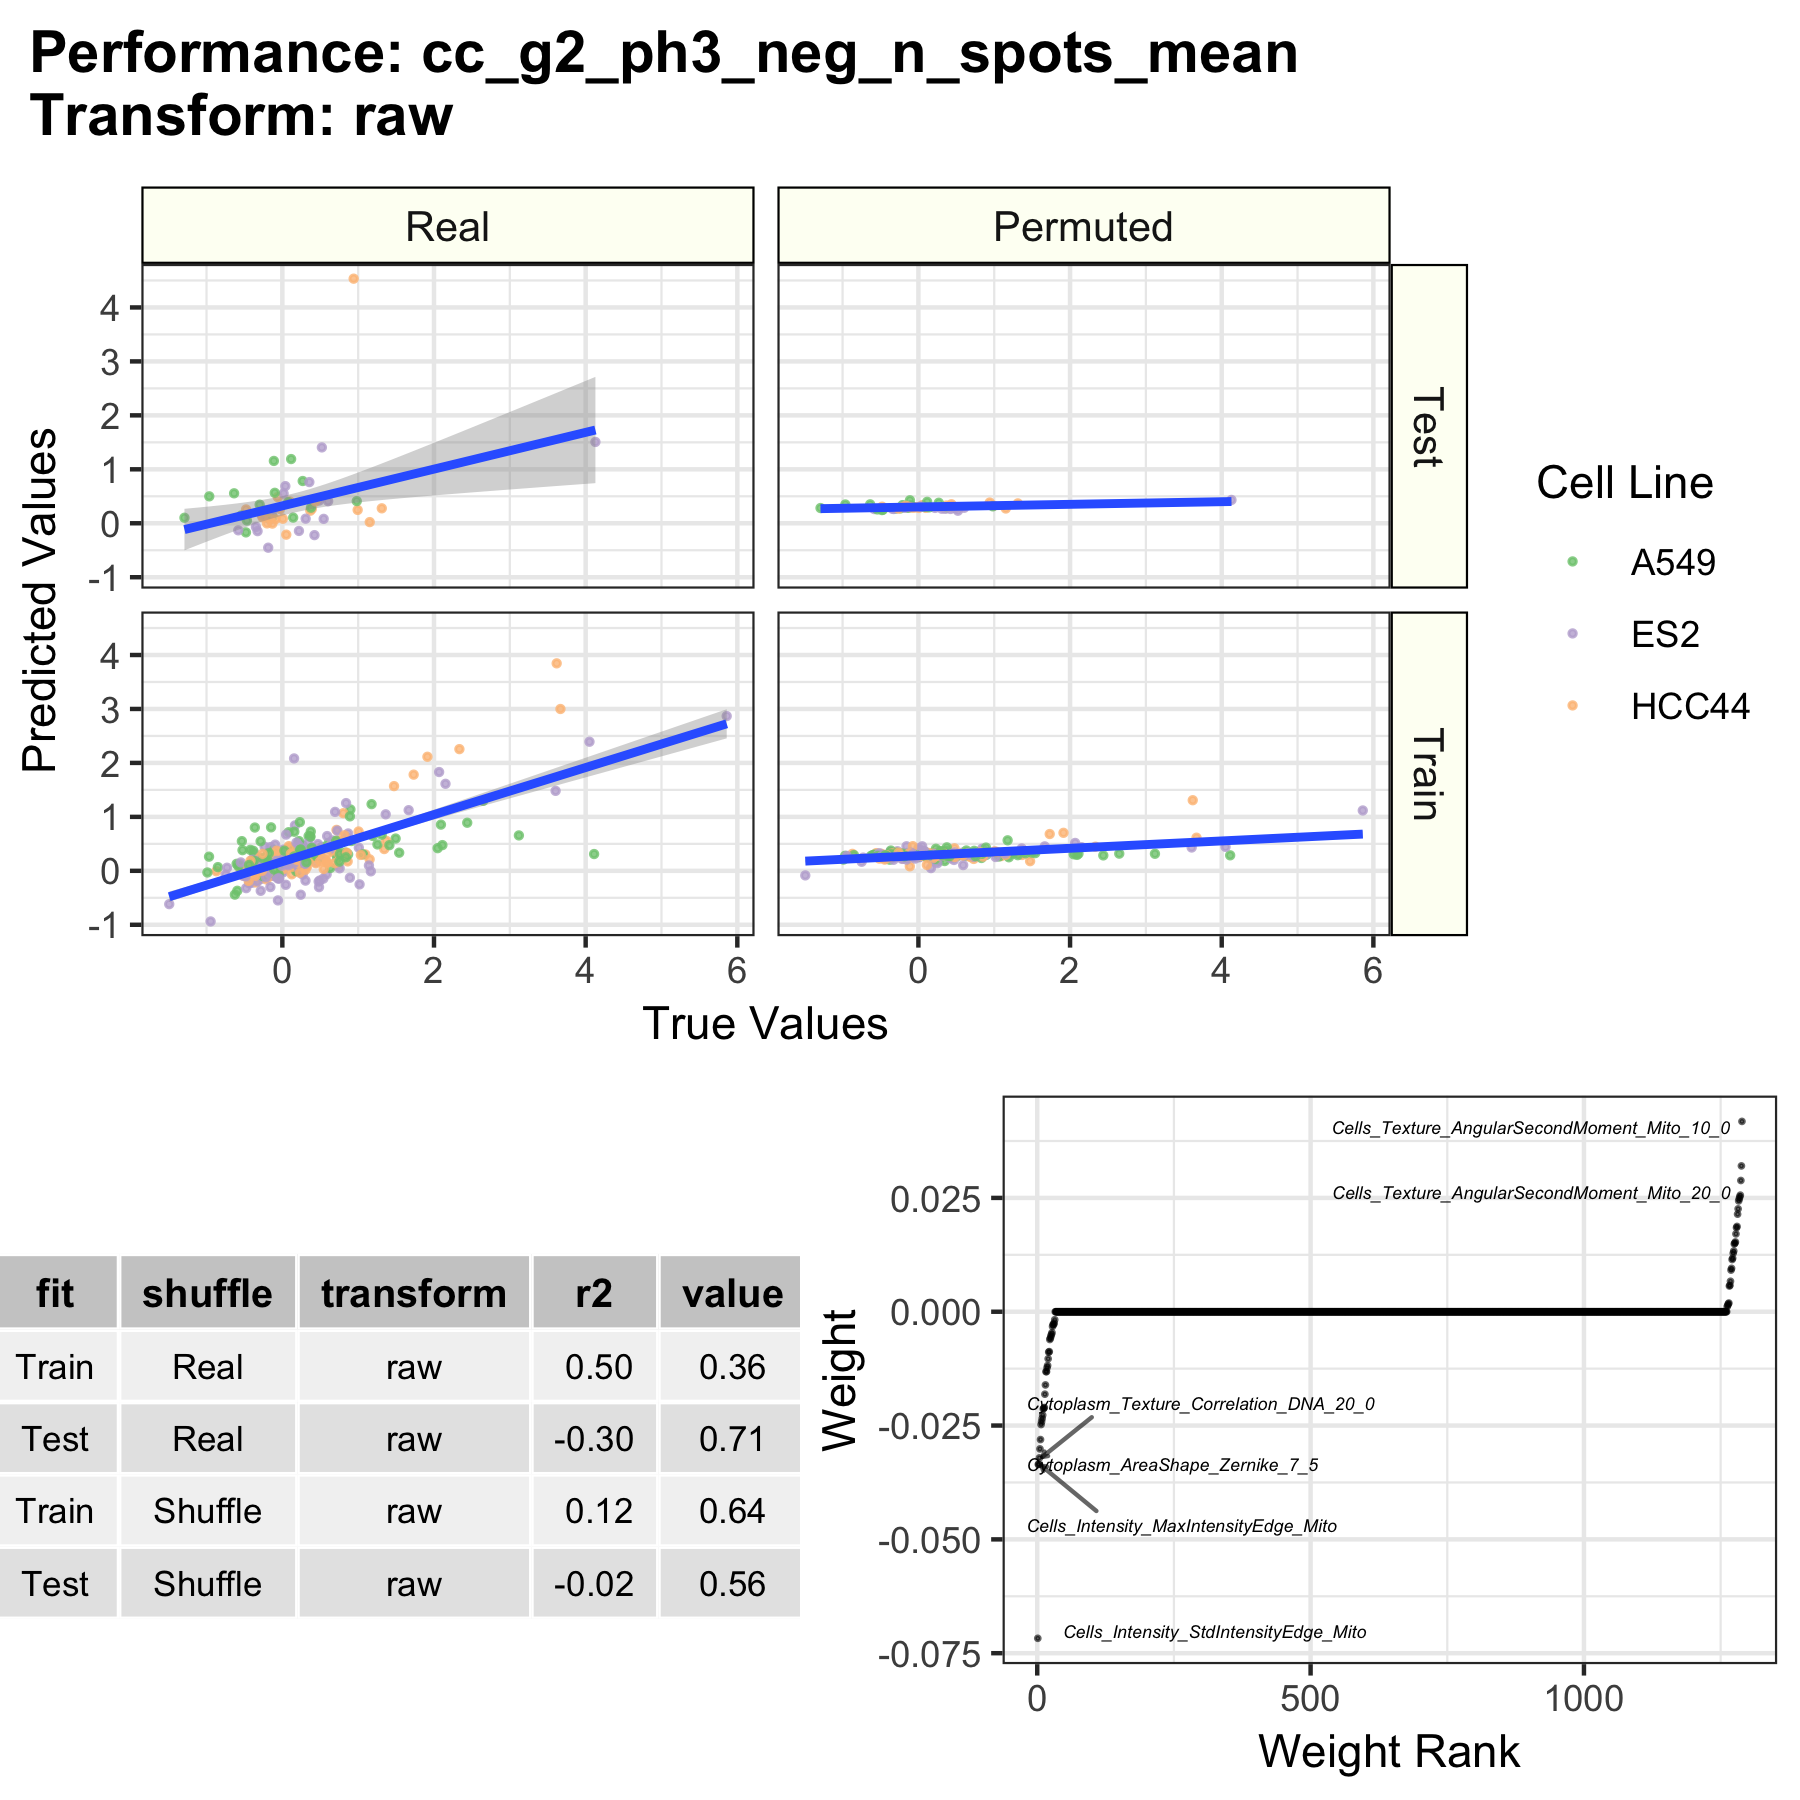 Performance: cc_g2_ph3_neg_n_spots_mean
Transform: raw
Real
Permuted
4
3
2
1
0
-1
Test
4
3
2
1
0
-1
Train
Predicted Values
0
2
4
6
0
2
4
6
True Values
Cell Line
A549
ES2
HCC44
fit shuffle transform r2 value
Train Real raw 0.50 0.36
Test Real raw -0.30 0.71
Train Shuffle raw 0.12 0.64
Test Shuffle raw -0.02 0.56
Weight
0.025
0.000
-0.025
-0.050
-0.075
Cells_Texture_AngularSecondMoment_Mito_10_0
Cells_Texture_AngularSecondMoment_Mito_20_0
Cytoplasm_Texture_Correlation_DNA_20_0
Cytoplasm_AreaShape_Zernike_7_5
Cells_Intensity_MaxIntensityEdge_Mito
Cells_Intensity_StdIntensityEdge_Mito
0
500
1000
Weight Rank